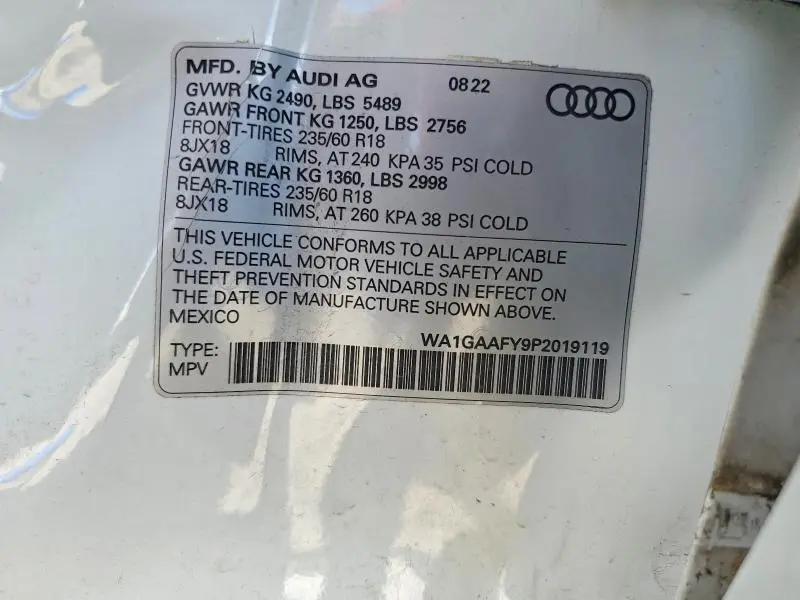 MFD. BY AUDI AG 08 22
GVWR KG 2490, LBS 5489
GAWR FRONT KG 1250, LBS 2756
FRONT-TIRES 235/60 R18
8JX18 RIMS, AT 240 KPA 35 PSI COLD
GAWR REAR KG 1360, LBS 2998
REAR-TIRES 235/60 R18
8JX18 RIMS, AT 260 KPA 38 PSI COLD
THIS VEHICLE CONFORMS TO ALL APPLICABLE
U.S. FEDERAL MOTOR VEHICLE SAFETY AND
THEFT PREVENTION STANDARDS IN EFFECT ON
THE DATE OF MANUFACTURE SHOWN ABOVE.
MEXICO
WA1GAAFY9P2019119
TYPE:
MPV